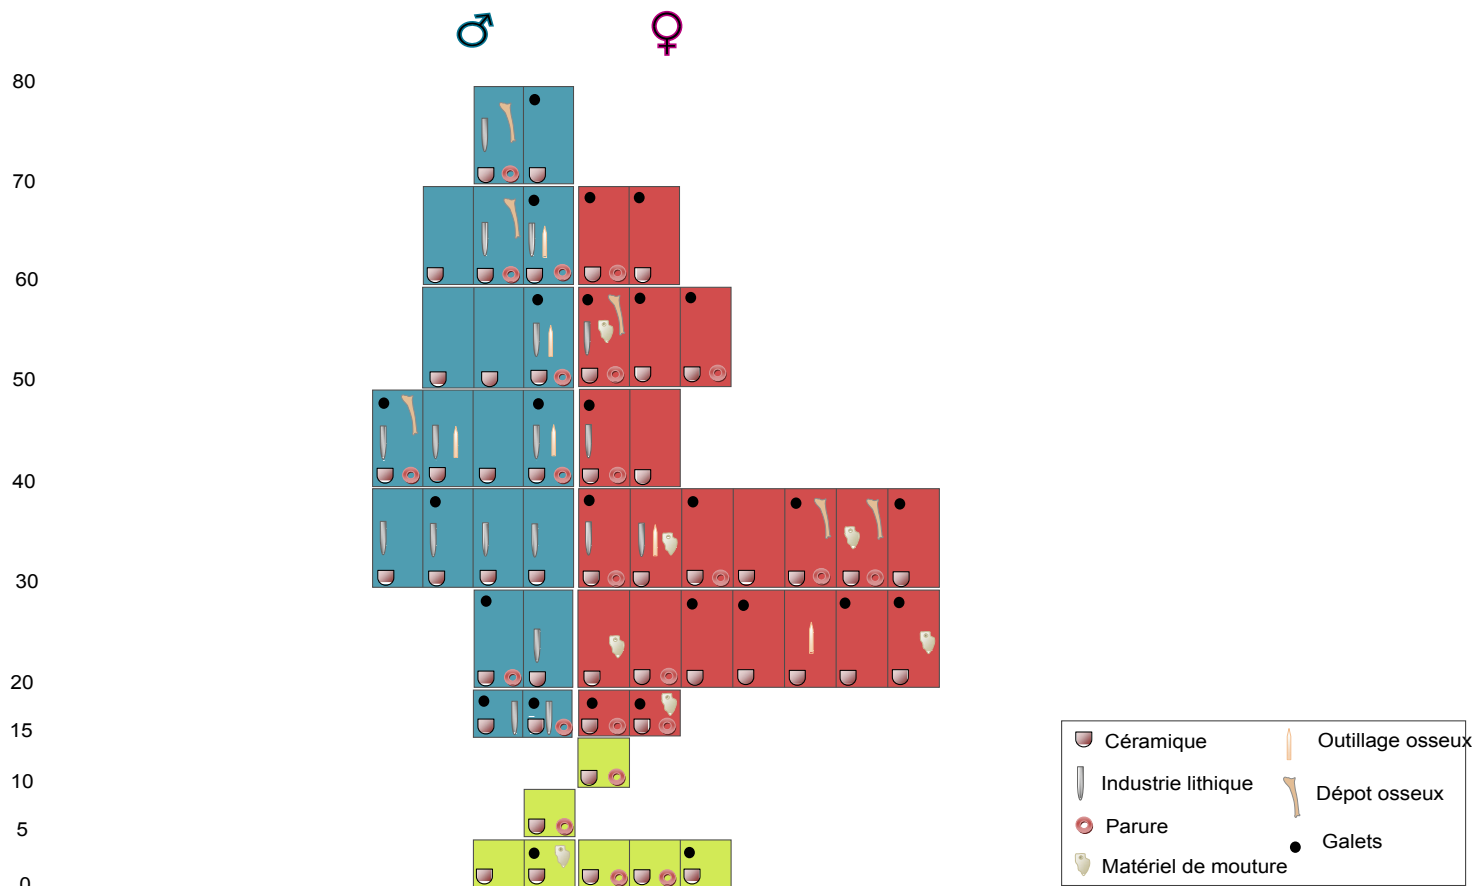 ♂ ♀
80
70
60
50
40
30
20
15
10
5
0
Céramique
Industrie lithique
Parure
Matériel de mouture
Outillage osseux
Dépot osseux
Galets